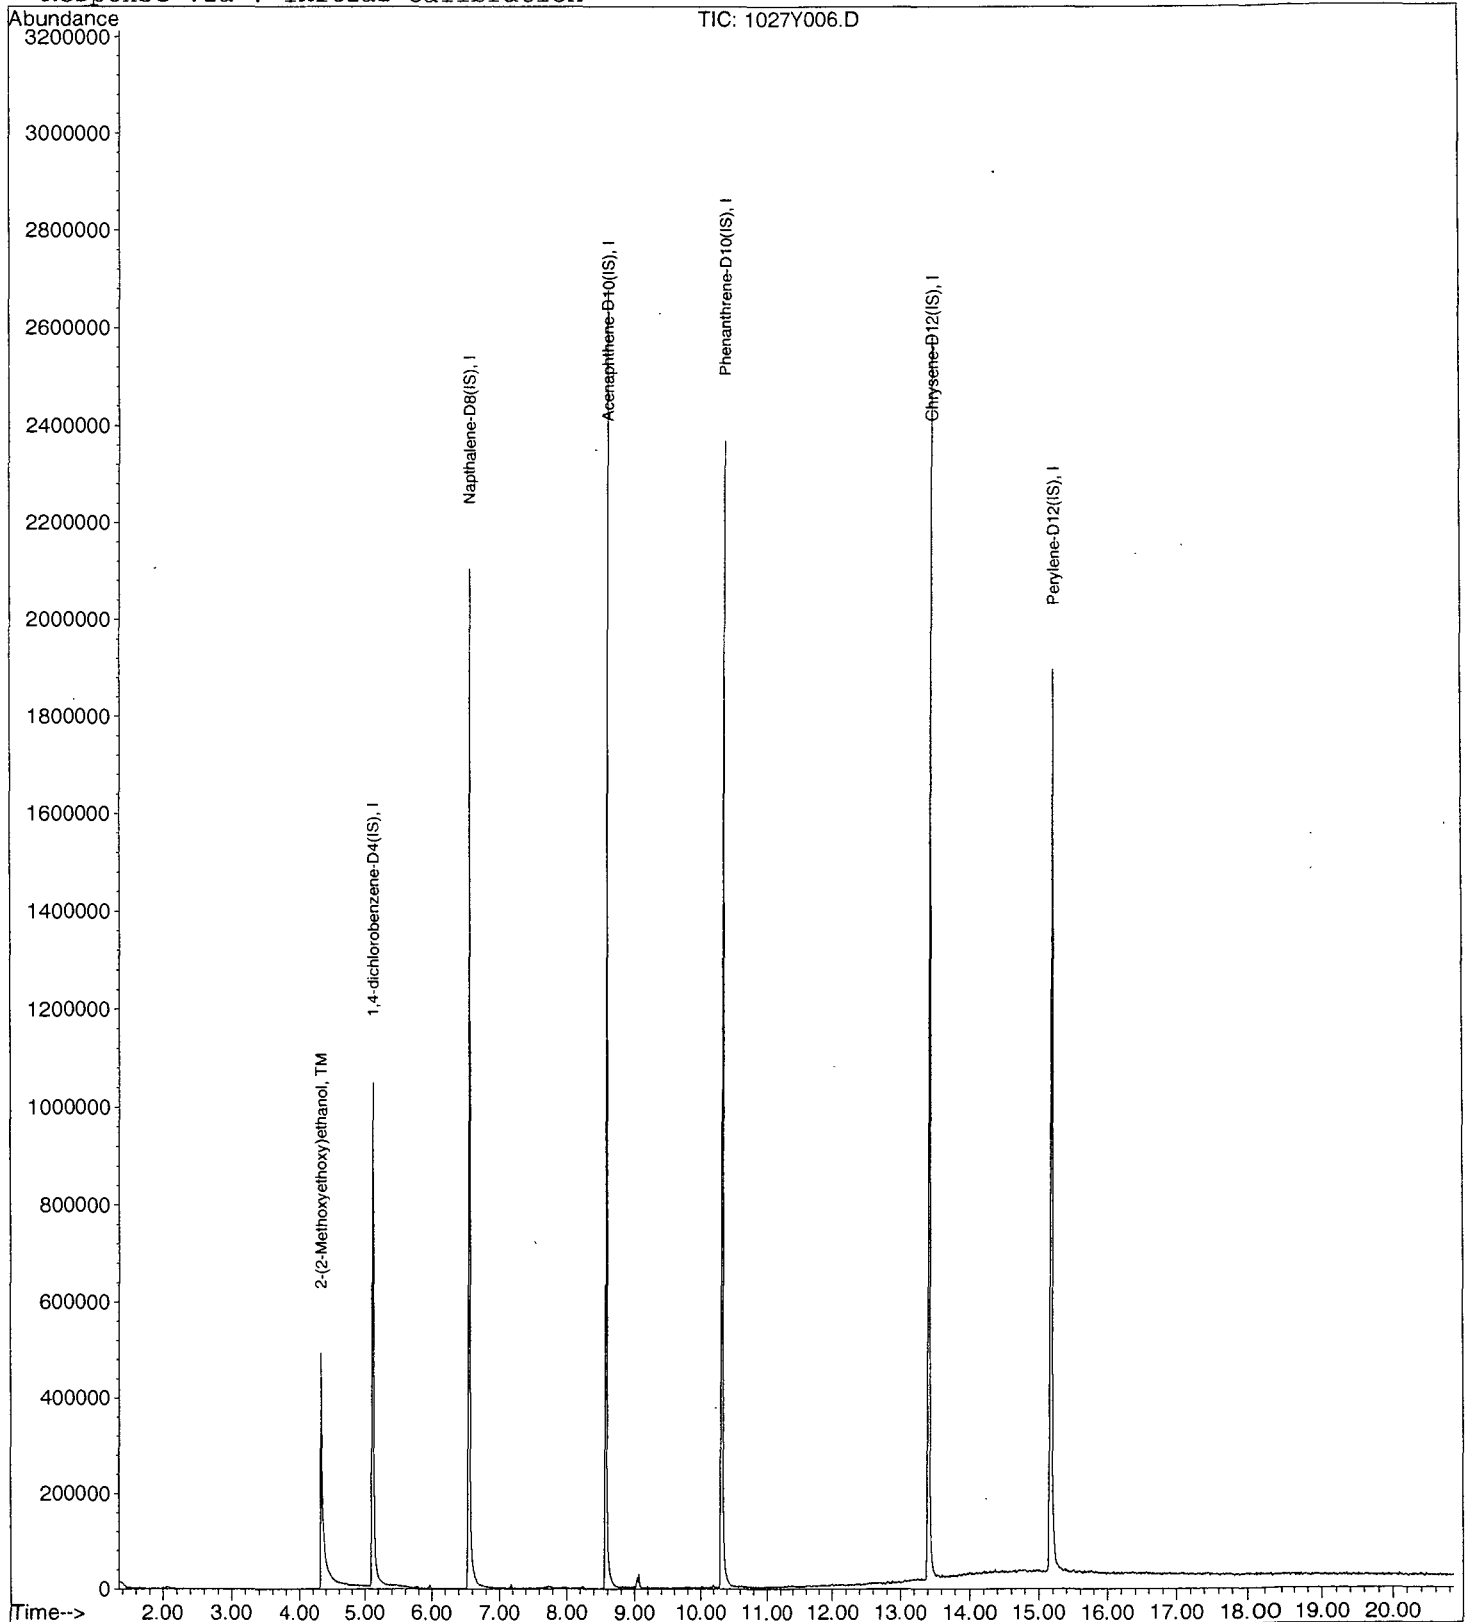 Response via : Initial Calibration
Abundance
TIC: 1027Y006.D
3200000
3000000
2800000
2600000
2400000
2200000
2000000
1800000
1600000
1400000
1200000
1000000
800000
600000
400000
200000
0
2-(2-Methoxyethoxy)ethanol, TM
1,4-dichlorobenzene-D4(IS), I
Napthalene-D8(IS), I
Acenaphthene-D10(IS), I
Phenanthrene-D10(IS), I
Chrysene-D12(IS), I
Perylene-D12(IS), I
Time--> 2.00 3.00 4.00 5.00 6.00 7.00 8.00 9.00 10.00 11.00 12.00 13.00 14.00 15.00 16.00 17.00 18.00 19.00 20.00